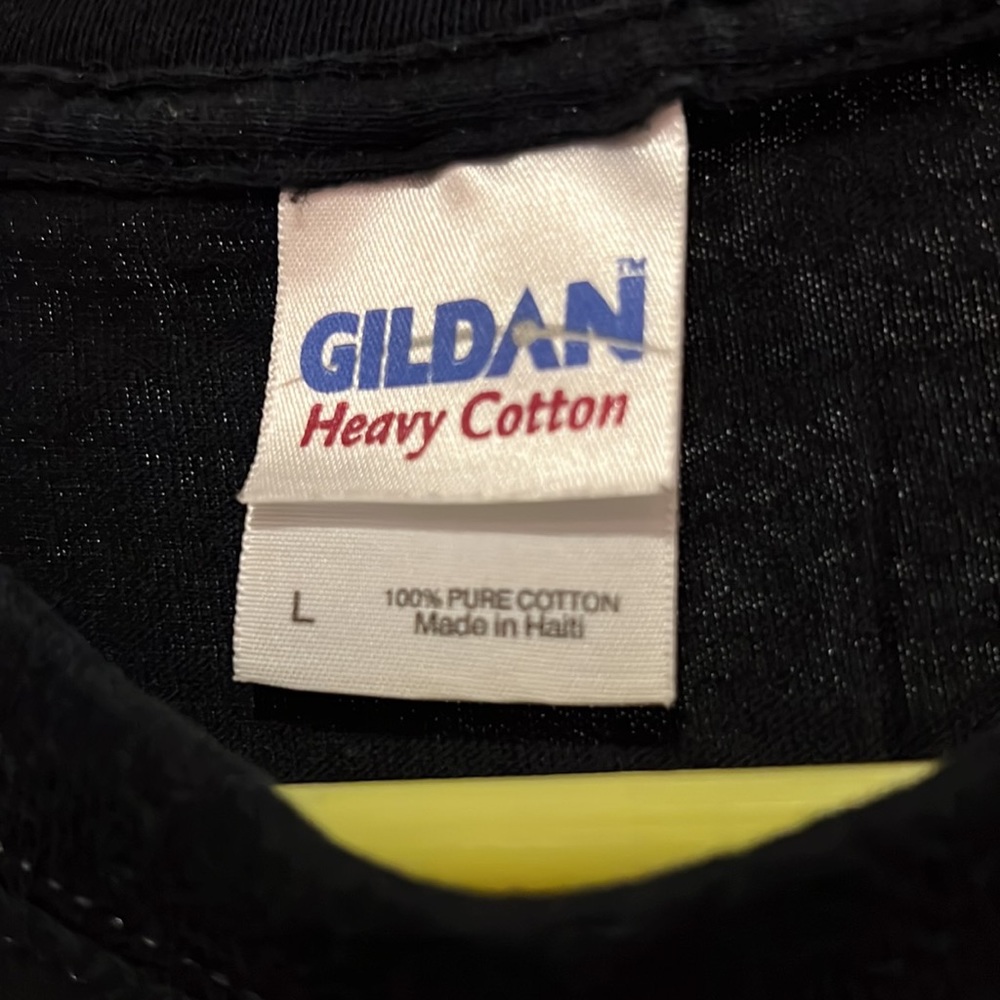 GILDAN™
Heavy Cotton
L
100% PURE COTTON
Made in Haiti